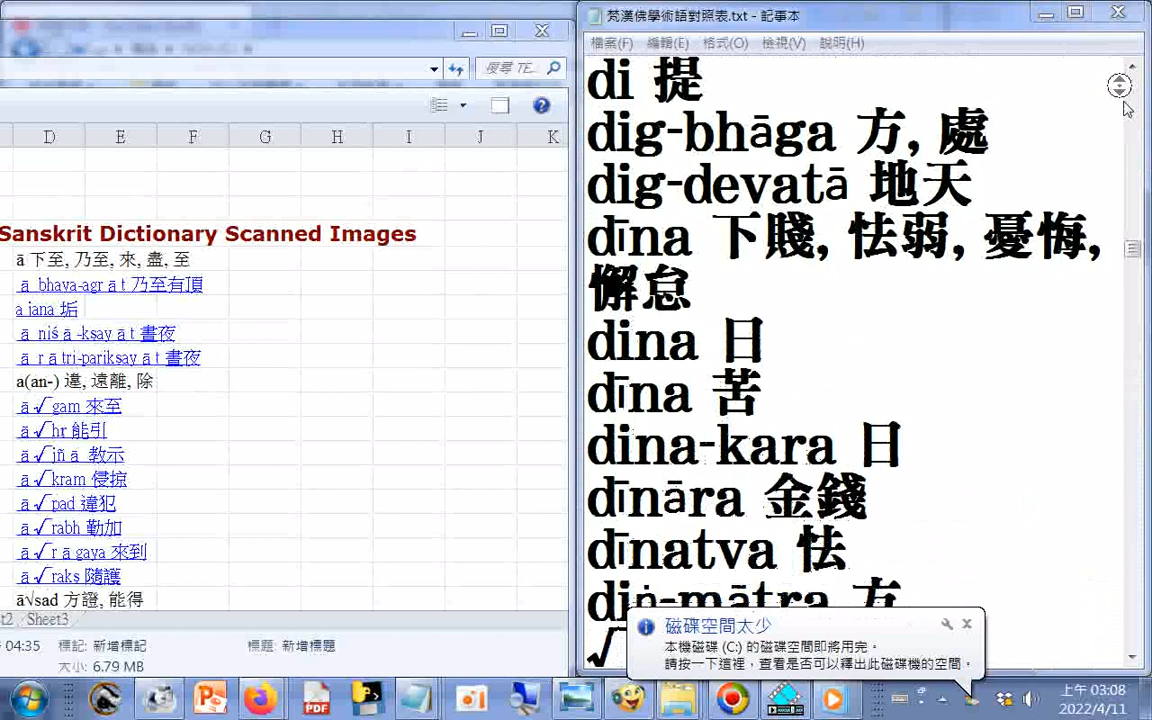 搜尋 TE...
D E F G H I J K
Sanskrit Dictionary Scanned Images
ā 下至, 乃至, 來, 盡, 至
ā bhava-agr ā t 乃至有頂
a jana 垢
ā niś ā -ksay ā t 晝夜
ā r ā tri-pariksay ā t 晝夜
a(an-) 違, 遠離, 除
ā√gam 來至
ā√hr 能引
ā√jñ ā 教示
ā√kram 侵掠
ā√pad 違犯
ā√rabh 勤加
ā√r ā gaya 來到
ā√raks 隨護
ā√sad 方證, 能得
t2 Sheet3
04:35 標記: 新增標記 標題: 新增標題
大小: 6.79 MB
梵漢佛學術語對照表.txt - 記事本
檔案(F) 編輯(E) 格式(O) 檢視(V) 說明(H)
di 提
dig-bhāga 方, 處
dig-devatā 地天
dīna 下賤, 怯弱, 憂悔,
懈怠
dina 日
dīna 苦
dina-kara 日
dīnāra 金錢
dīnatva 怯
diṅ-mātra 方
√
磁碟空間太少
本機磁碟 (C:) 的磁碟空間即將用完。
請按一下這裡，查看是否可以釋出此磁碟機的空間。
上午 03:08
2022/4/11